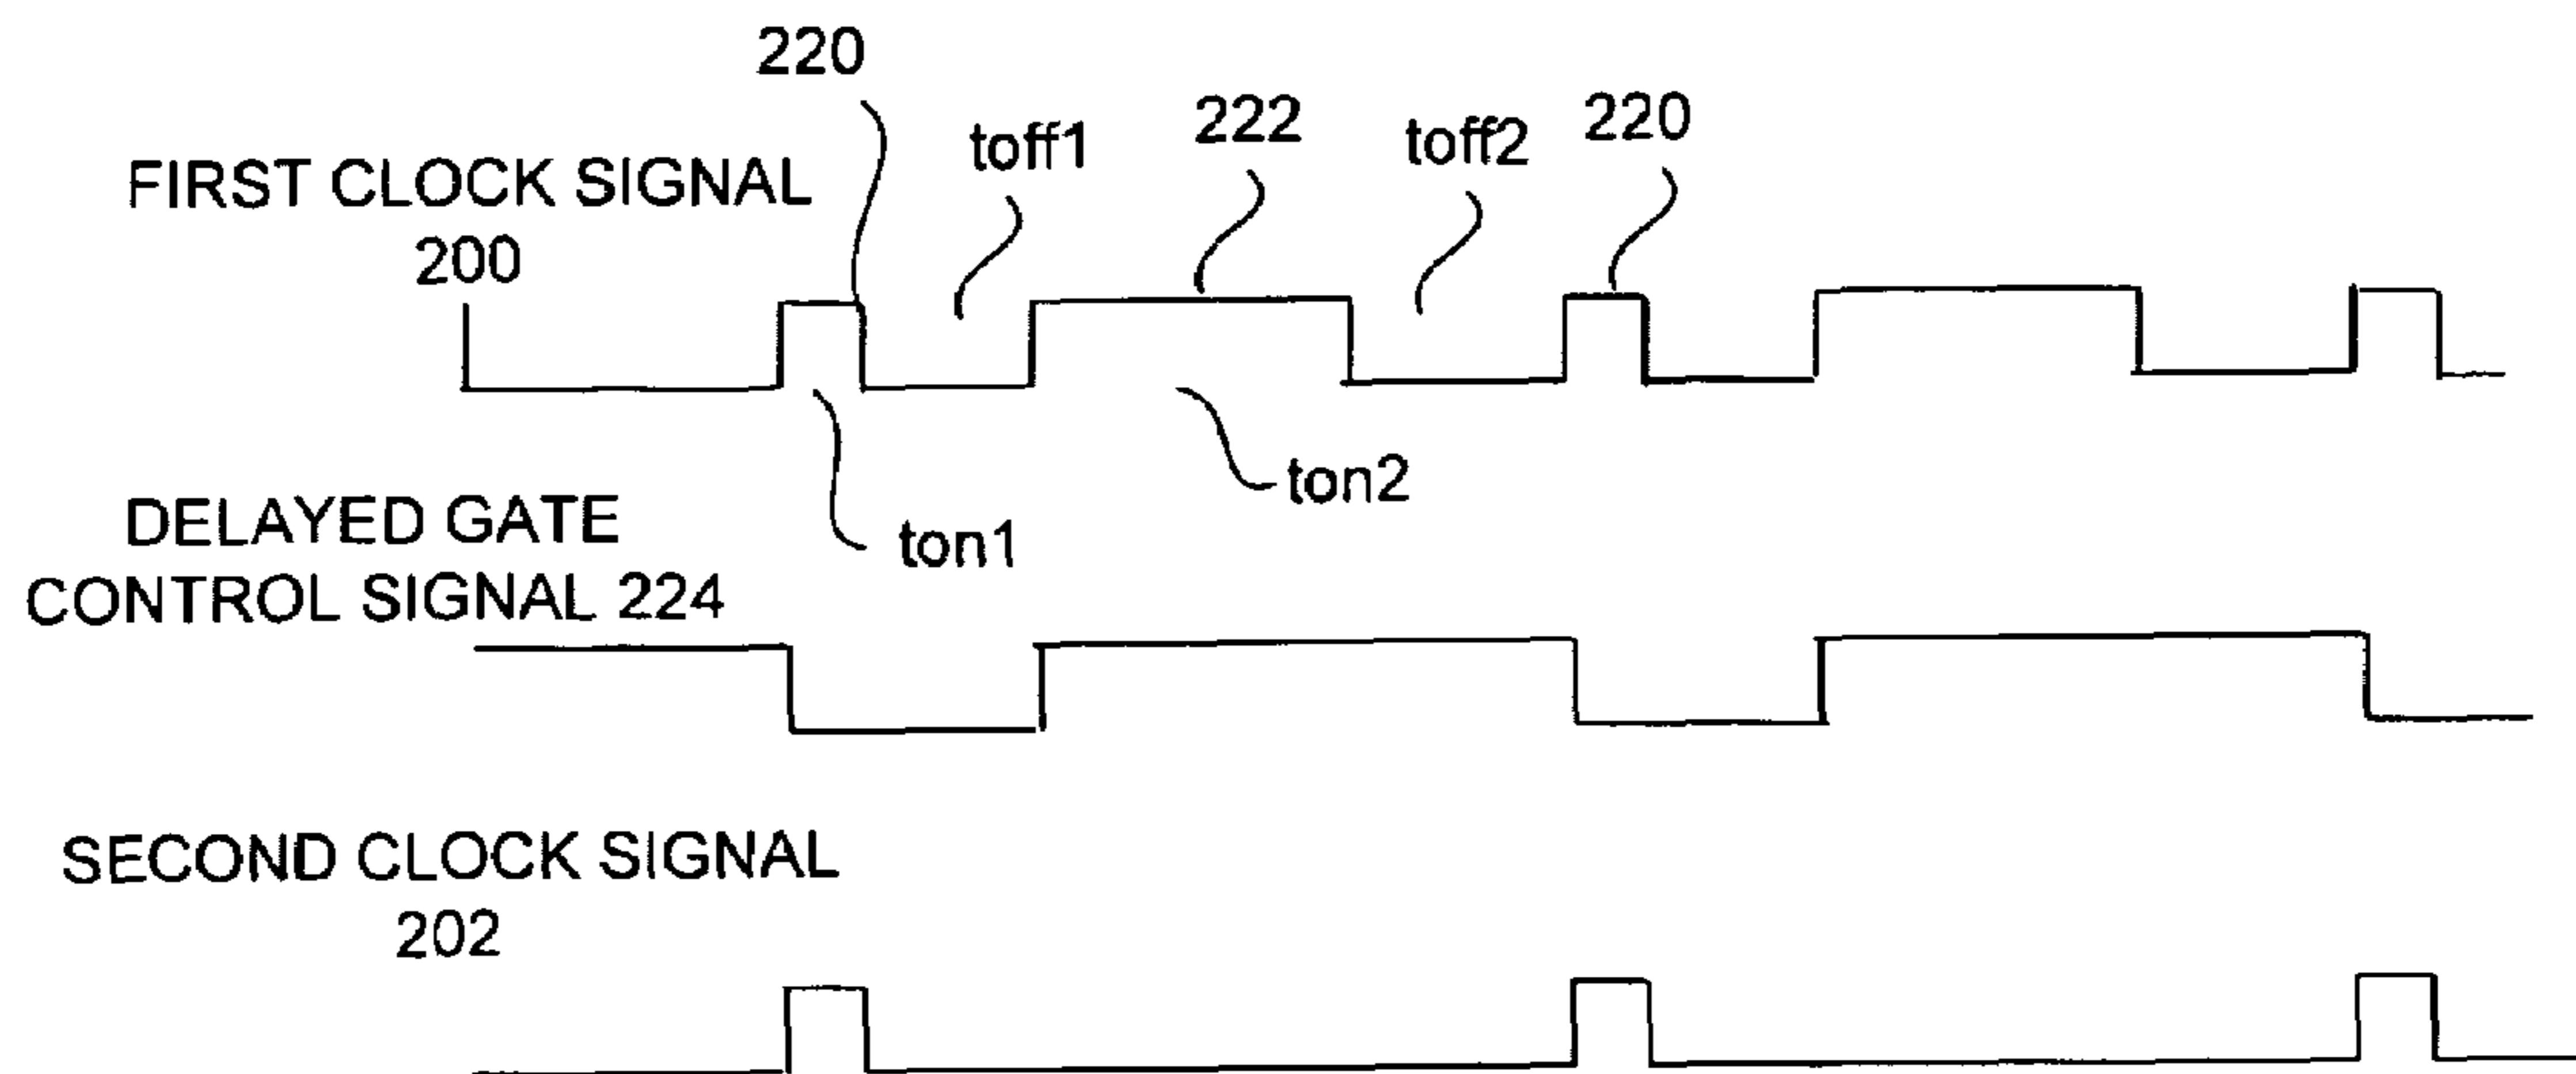 220
toff1
222
toff2
220
FIRST CLOCK SIGNAL
200
ton2
ton1
DELAYED GATE
CONTROL SIGNAL 224
SECOND CLOCK SIGNAL
202